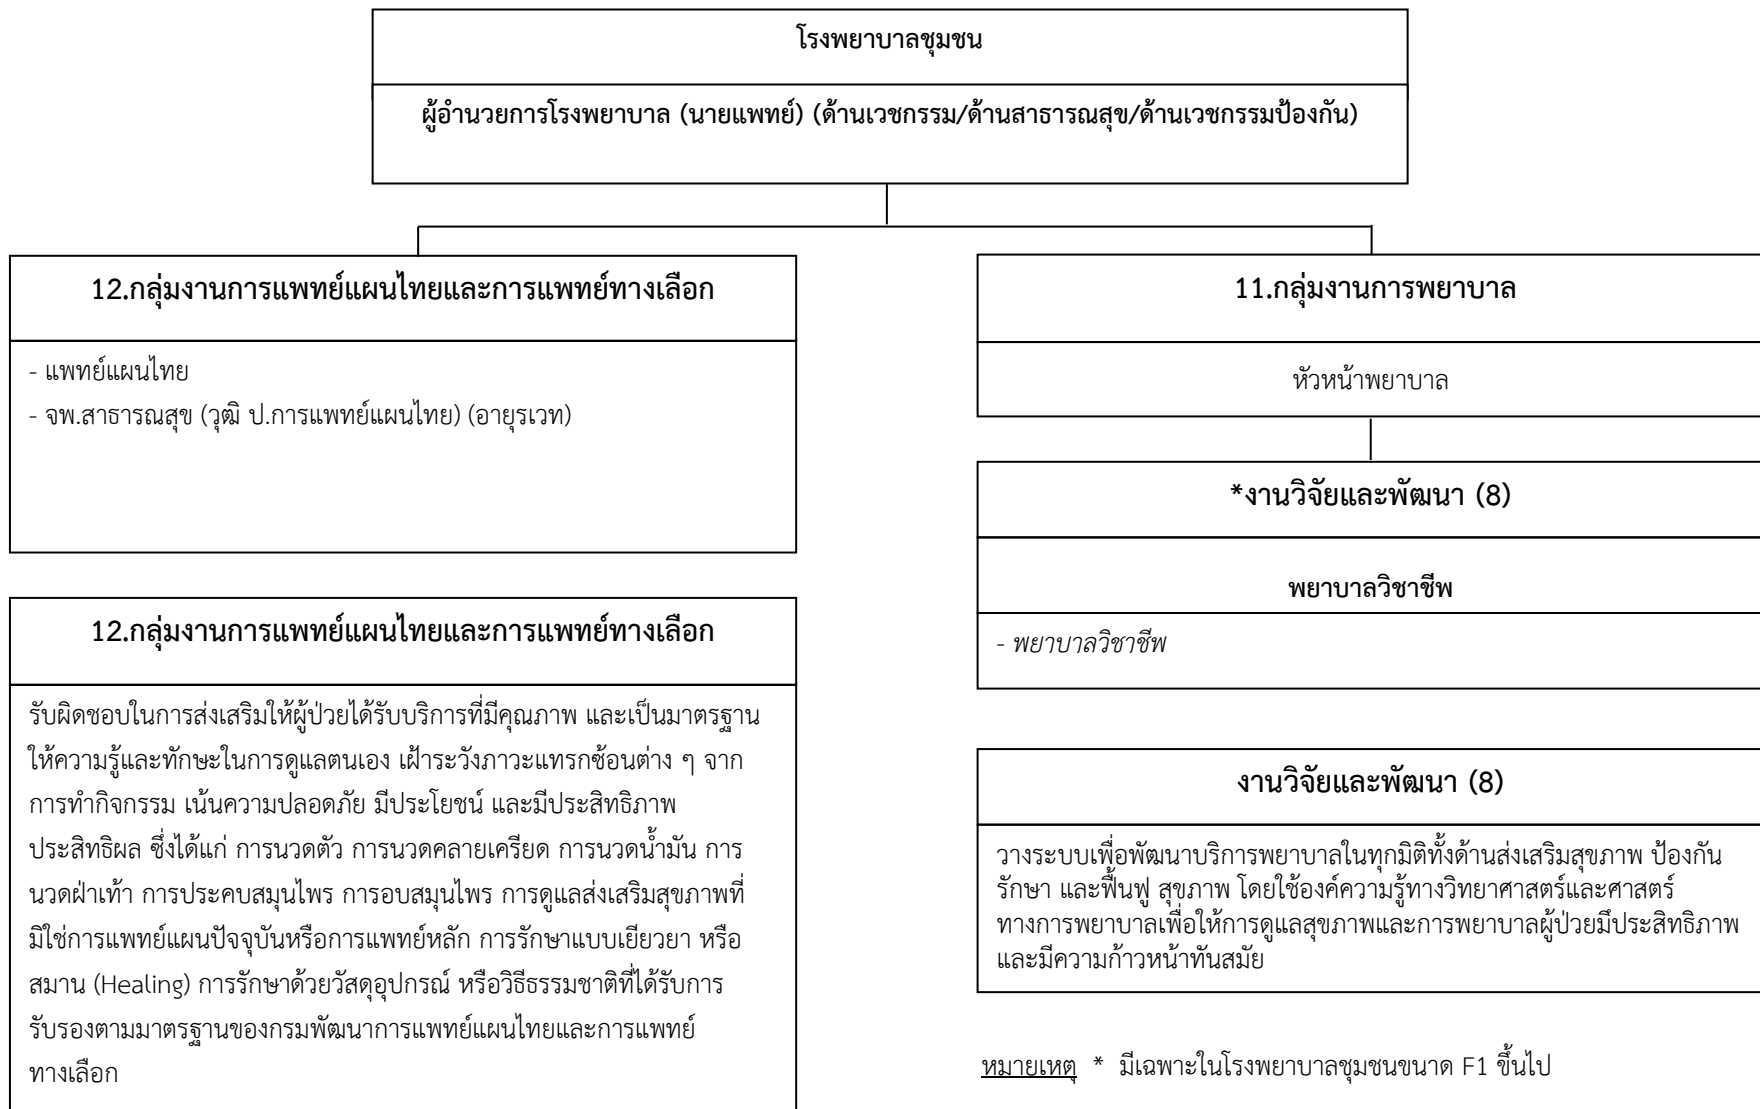 โรงพยาบาลชุมชน
ผู้อำนวยการโรงพยาบาล (นายแพทย์) (ด้านเวชกรรม/ด้านสาธารณสุข/ด้านเวชกรรมป้องกัน)
12.กลุ่มงานการแพทย์แผนไทยและการแพทย์ทางเลือก
- แพทย์แผนไทย
- จพ.สาธารณสุข (วุฒิ ป.การแพทย์แผนไทย) (อายุรเวท)
12.กลุ่มงานการแพทย์แผนไทยและการแพทย์ทางเลือก
รับผิดชอบในการส่งเสริมให้ผู้ป่วยได้รับบริการที่มีคุณภาพ และเป็นมาตรฐาน
ให้ความรู้และทักษะในการดูแลตนเอง เฝ้าระวังภาวะแทรกซ้อนต่าง ๆ จาก
การทำกิจกรรม เน้นความปลอดภัย มีประโยชน์ และมีประสิทธิภาพ
ประสิทธิผล ซึ่งได้แก่ การนวดตัว การนวดคลายเครียด การนวดน้ำมัน การ
นวดฝ่าเท้า การประคบสมุนไพร การอบสมุนไพร การดูแลส่งเสริมสุขภาพที่
มิใช่การแพทย์แผนปัจจุบันหรือการแพทย์หลัก การรักษาแบบเยียวยา หรือ
สมาน (Healing) การรักษาด้วยวัสดุอุปกรณ์ หรือวิธีธรรมชาติที่ได้รับการ
รับรองตามมาตรฐานของกรมพัฒนาการแพทย์แผนไทยและการแพทย์
ทางเลือก
11.กลุ่มงานการพยาบาล
หัวหน้าพยาบาล
*งานวิจัยและพัฒนา (8)
พยาบาลวิชาชีพ
- พยาบาลวิชาชีพ
งานวิจัยและพัฒนา (8)
วางระบบเพื่อพัฒนาบริการพยาบาลในทุกมิติทั้งด้านส่งเสริมสุขภาพ ป้องกัน
รักษา และฟื้นฟู สุขภาพ โดยใช้องค์ความรู้ทางวิทยาศาสตร์และศาสตร์
ทางการพยาบาลเพื่อให้การดูแลสุขภาพและการพยาบาลผู้ป่วยมีประสิทธิภาพ
และมีความก้าวหน้าทันสมัย
หมายเหตุ * มีเฉพาะในโรงพยาบาลชุมชนขนาด F1 ขึ้นไป